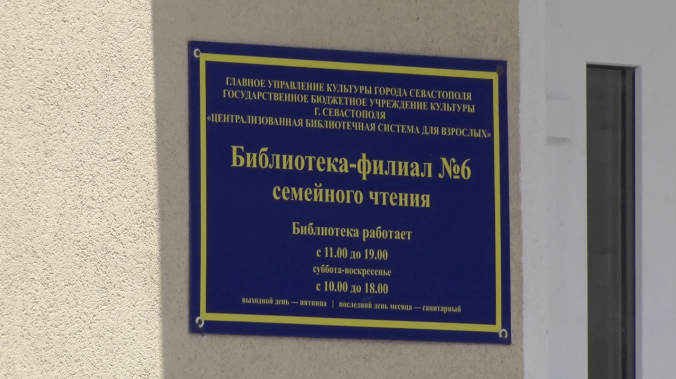 ГЛАВНОЕ УПРАВЛЕНИЕ КУЛЬТУРЫ ГОРОДА СЕВАСТОПОЛЯ
ГОСУДАРСТВЕННОЕ БЮДЖЕТНОЕ УЧРЕЖДЕНИЕ КУЛЬТУРЫ
Г. СЕВАСТОПОЛЯ
«ЦЕНТРАЛИЗОВАННАЯ БИБЛИОТЕЧНАЯ СИСТЕМА ДЛЯ ВЗРОСЛЫХ»
Библиотека-филиал №6
семейного чтения
Библиотека работает
с 11.00 до 19.00
суббота-воскресенье
с 10.00 до 18.00
выходной день — пятница | последний день месяца — санитарный